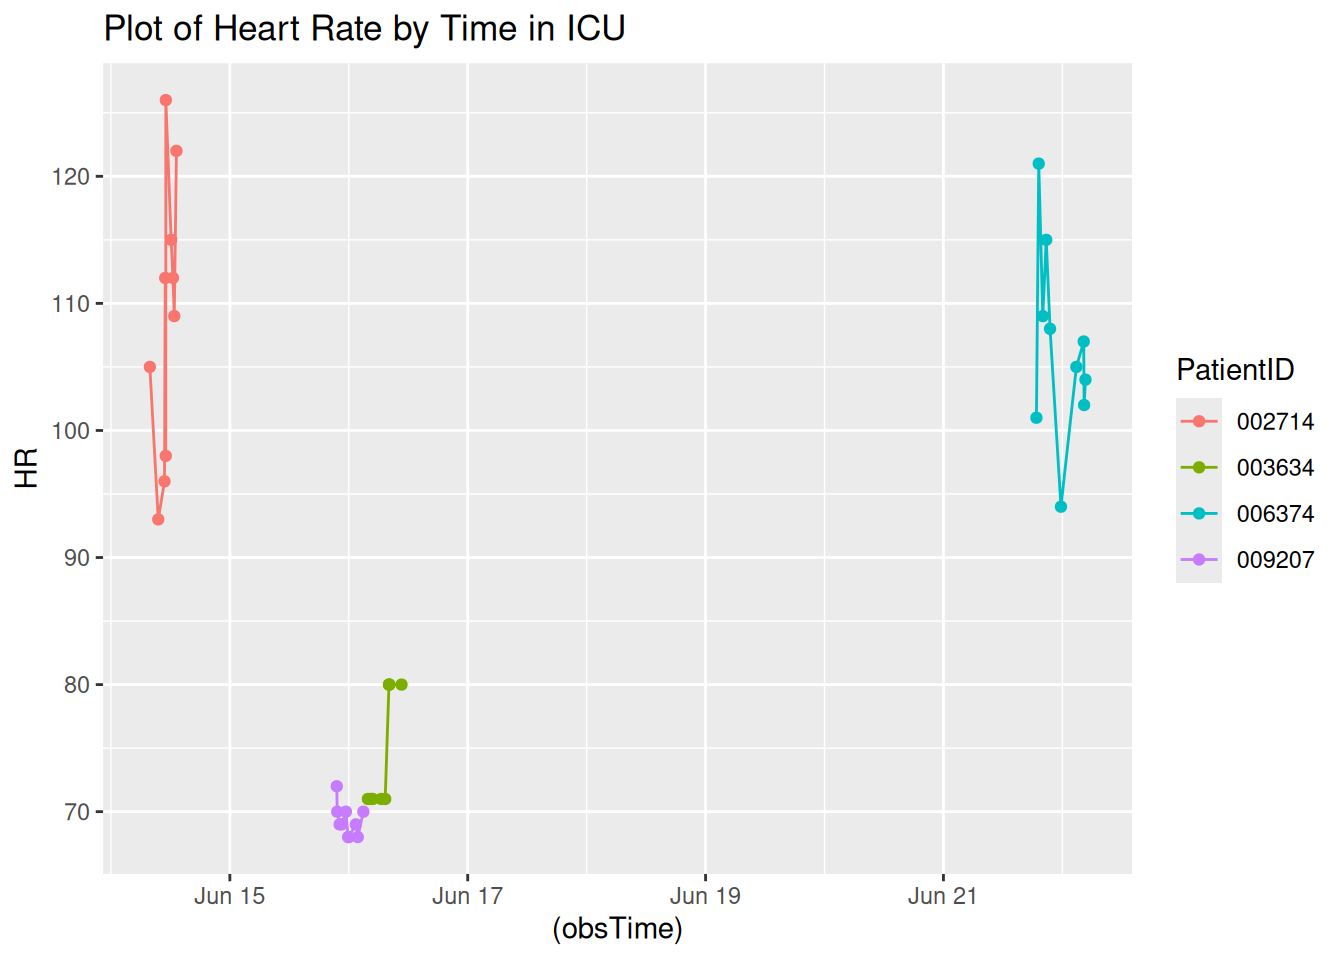 Plot of Heart Rate by Time in ICU
120
110
100
90
80
70
HR
Jun 15
Jun 17
Jun 19
Jun 21
(obsTime)
PatientID
002714
003634
006374
009207